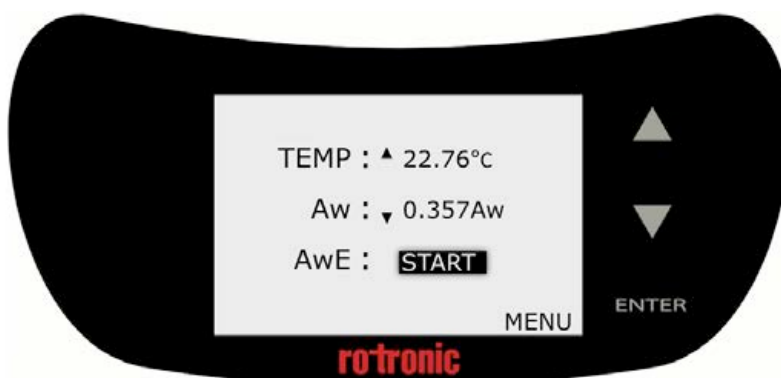 TEMP : ▲ 22.76°C
Aw : ▼ 0.357Aw
AwE : START
MENU
ENTER
rotronic